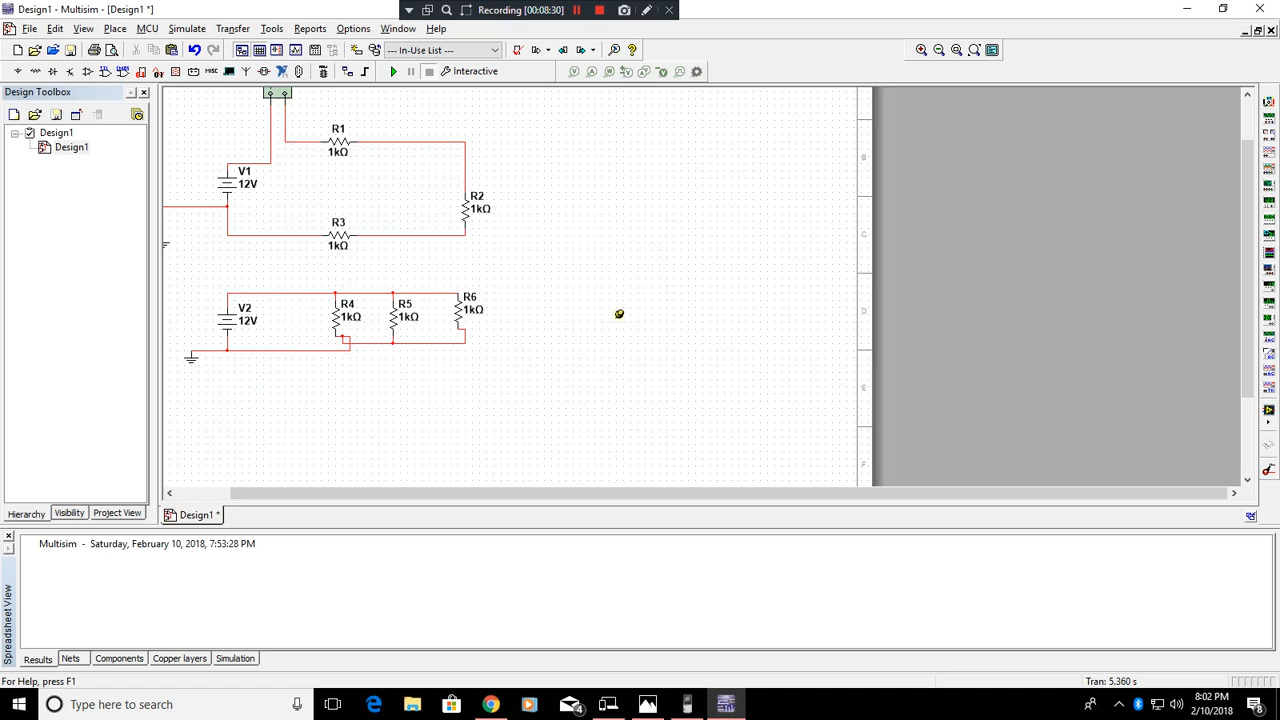 Design1 - Multisim - [Design1 *]
Recording [00:08:30]
File Edit View Place MCU Simulate Transfer Tools Reports Options Window Help
--- In-Use List ---
Interactive
Design Toolbox
Design1
Design1
R1
1kΩ
V1
12V
R2
1kΩ
R3
1kΩ
V2
12V
R4
1kΩ
R5
1kΩ
R6
1kΩ
B
C
D
E
F
Hierarchy Visibility Project View
Design1 *
Multisim - Saturday, February 10, 2018, 7:53:28 PM
Spreadsheet View
Results Nets Components Copper layers Simulation
For Help, press F1
Tran: 5.360 s
Type here to search
4
8:02 PM
2/10/2018
8